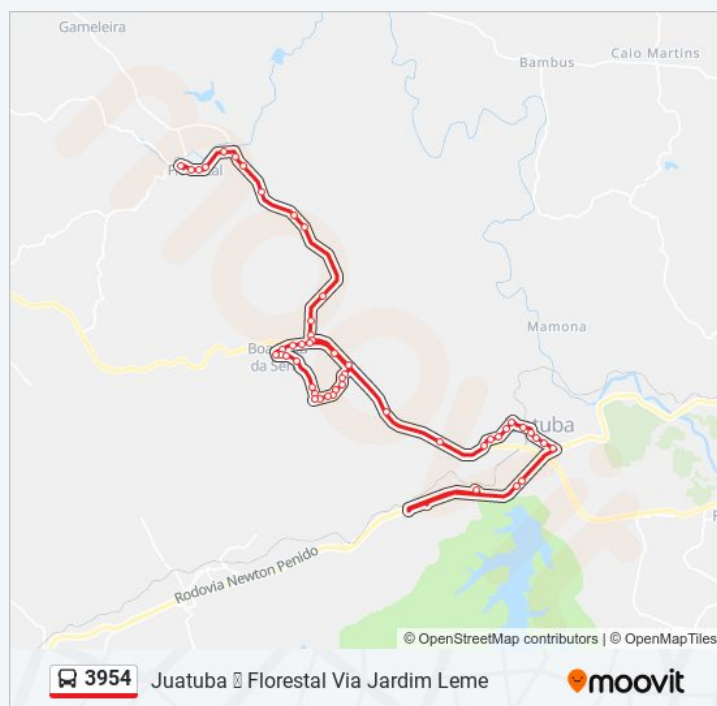 Gameleira
Bambus
Caio Martins
Mamona
Rodovia Newton Penido
© OpenStreetMap contributors | © OpenMapTiles
3954 Juatuba Florestal Via Jardim Leme
moovit